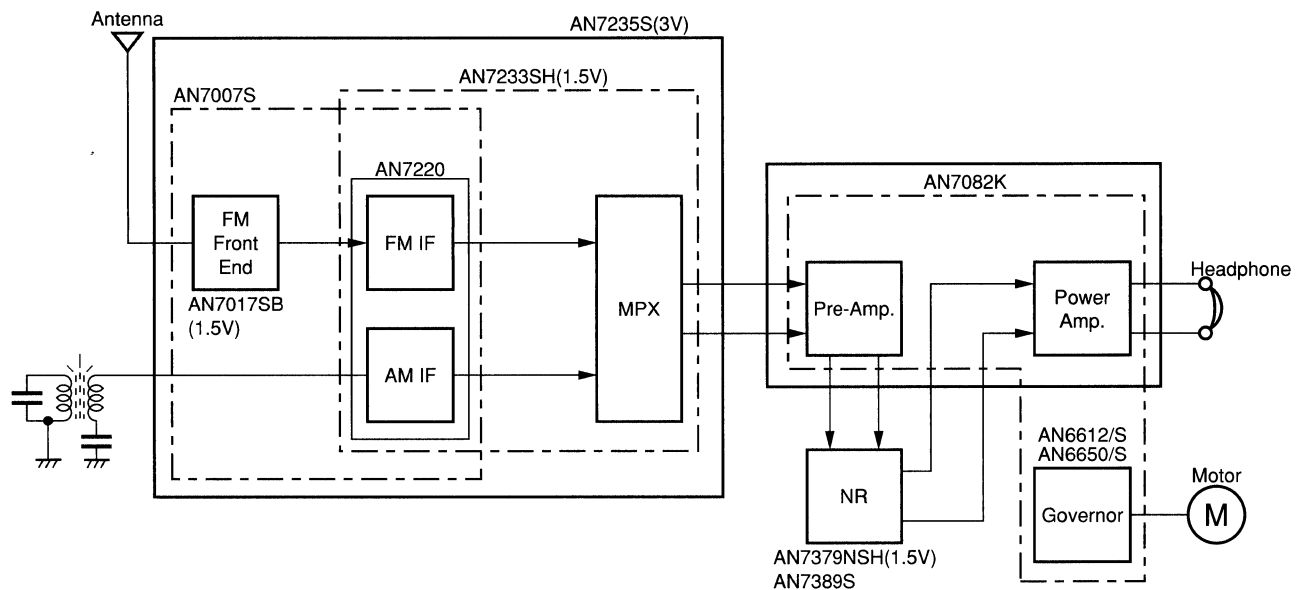 Antenna
AN7235S(3V)
AN7233SH(1.5V)
AN7007S
AN7220
FM
Front
End
AN7017SB
(1.5V)
FM IF
AM IF
MPX
AN7082K
Pre-Amp.
Power
Amp.
Headphone
NR
AN7379NSH(1.5V)
AN7389S
AN6612/S
AN6650/S
Governor
Motor
M